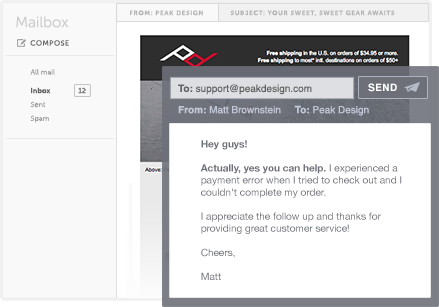 Mailbox
FROM: PEAK DESIGN
SUBJECT: YOUR SWEET, SWEET GEAR AWAITS
COMPOSE
All mail
Inbox 12
Sent
Spam
Free shipping in the U.S. on orders of $34.95 or more.
Free shipping to most* intl. destinations on orders of $50+
To: support@peakdesign.com
SEND
From: Matt Brownstein To: Peak Design
Above:
Hey guys!
Actually, yes you can help. I experienced a
payment error when I tried to check out and I
couldn't complete my order.
I appreciate the follow up and thanks for
providing great customer service!
Cheers,
Matt